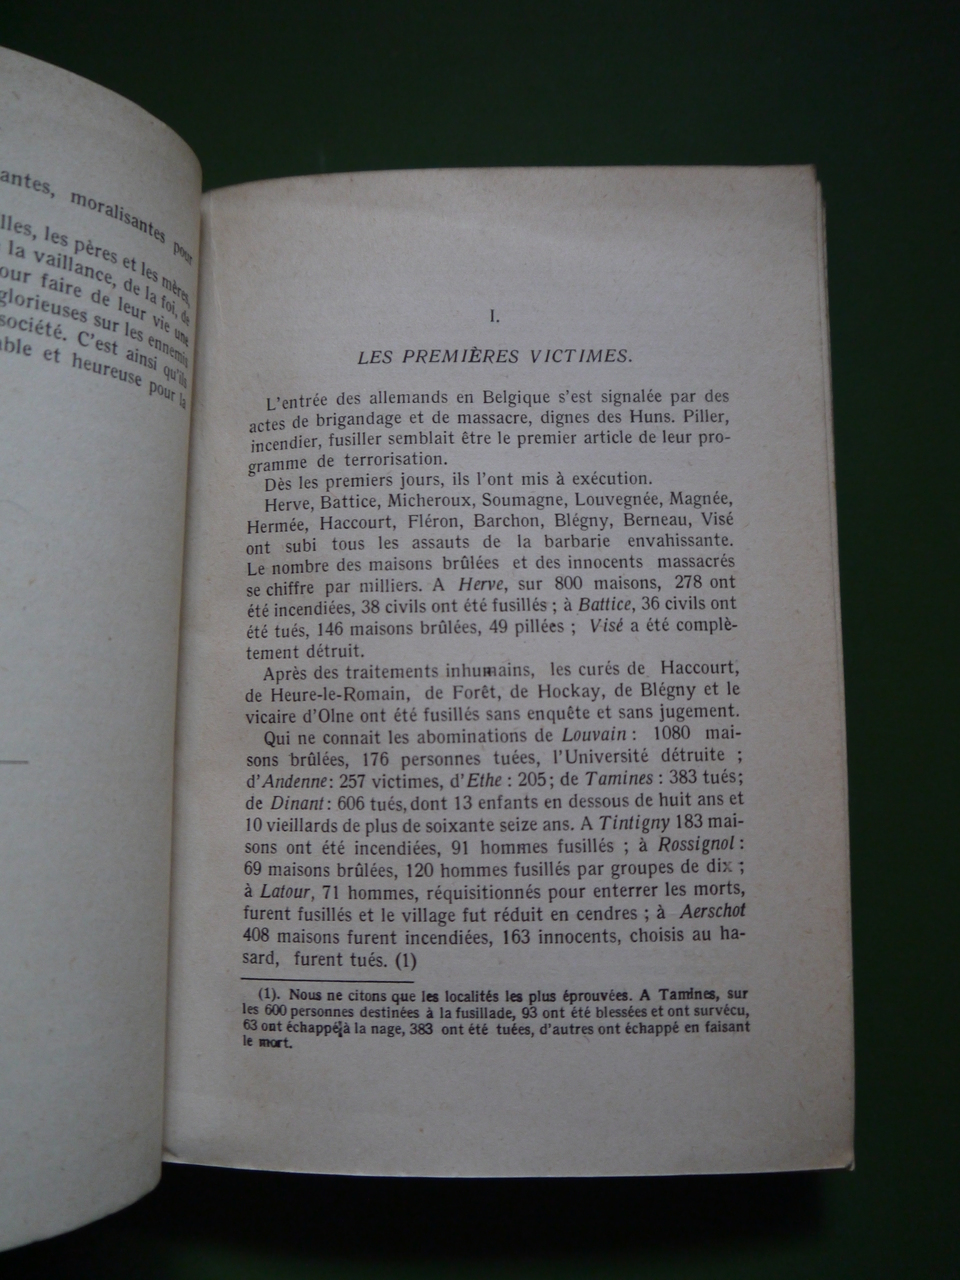 antes, moralisantes pour
lles, les pères et les mères,
la vaillance, de la foi, de
our faire de leur vie une
glorieuses sur les ennemis
société. C'est ainsi qu'ils
able et heureuse pour la
I.
LES PREMIÈRES VICTIMES.
L'entrée des allemands en Belgique s'est signalée par des
actes de brigandage et de massacre, dignes des Huns. Piller,
incendier, fusiller semblait être le premier article de leur pro-
gramme de terrorisation.
Dès les premiers jours, ils l'ont mis à exécution.
Herve, Battice, Micheroux, Soumagne, Louvegnée, Magnée,
Hermée, Haccourt, Fléron, Barchon, Blégny, Berneau, Visé
ont subi tous les assauts de la barbarie envahissante.
Le nombre des maisons brûlées et des innocents massacrés
se chiffre par milliers. A Herve, sur 800 maisons, 278 ont
été incendiées, 38 civils ont été fusillés ; à Battice, 36 civils ont
été tués, 146 maisons brûlées, 49 pillées ; Visé a été complè-
tement détruit.
Après des traitements inhumains, les curés de Haccourt,
de Heure-le-Romain, de Forêt, de Hockay, de Blégny et le
vicaire d'Olne ont été fusillés sans enquête et sans jugement.
Qui ne connait les abominations de Louvain : 1080 mai-
sons brûlées, 176 personnes tuées, l'Université détruite ;
d'Andenne : 257 victimes, d'Ethe : 205; de Tamines : 383 tués;
de Dinant : 606 tués, dont 13 enfants en dessous de huit ans et
10 vieillards de plus de soixante seize ans. A Tintigny 183 mai-
sons ont été incendiées, 91 hommes fusillés ; à Rossignol :
69 maisons brûlées, 120 hommes fusillés par groupes de dix ;
à Latour, 71 hommes, réquisitionnés pour enterrer les morts,
furent fusillés et le village fut réduit en cendres ; à Aerschot
408 maisons furent incendiées, 163 innocents, choisis au ha-
sard, furent tués. (1)
(1). Nous ne citons que les localités les plus éprouvées. A Tamines, sur
les 600 personnes destinées à la fusillade, 93 ont été blessées et ont survécu,
63 ont échappé à la nage, 383 ont été tuées, d'autres ont échappé en faisant
le mort.